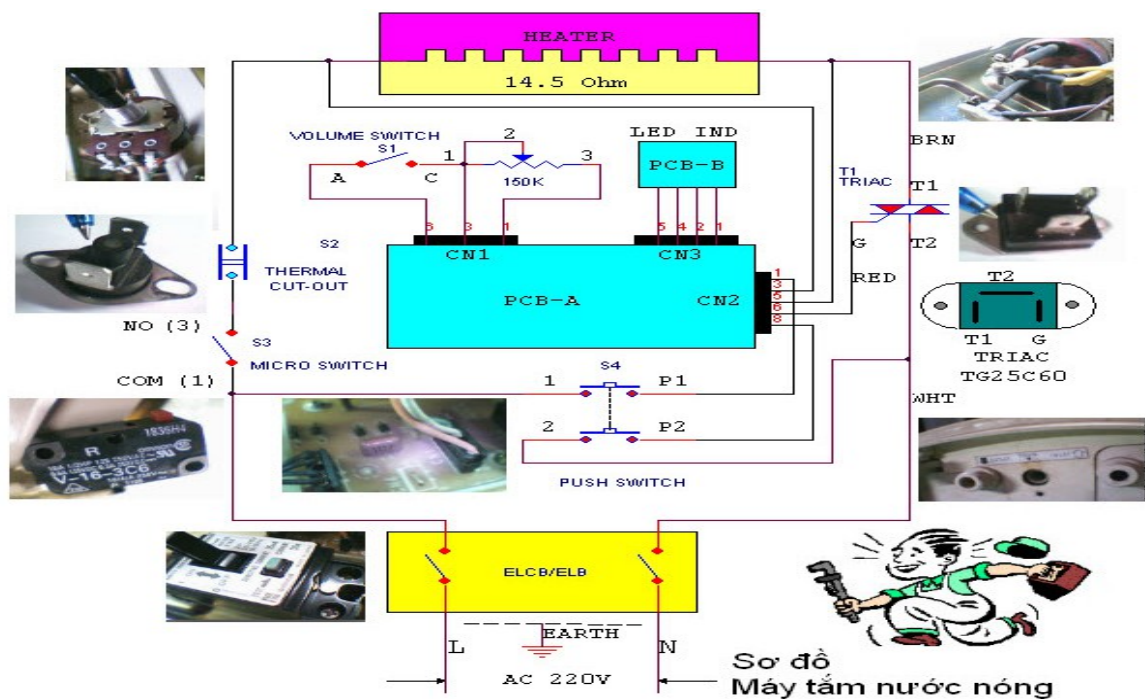 HEATER
14.5 Ohm
VOLUME SWITCH
S1
A
C
1
2
3
150K
LED IND
PCB-B
BRN
T1
TRIAC
T1
G
T2
RED
5
3
1
CN1
5
4
2
1
CN3
PCB-A
CN2
1
3
5
6
8
S2
THERMAL
CUT-OUT
NO (3)
S3
MICRO SWITCH
COM (1)
S4
1
P1
2
P2
PUSH SWITCH
T2
T1 G
TRIAC
TG25C60
WHT
R
V-16-3C6
ELCB/ELB
EARTH
L
N
AC 220V
Sơ đồ
Máy tắm nước nóng